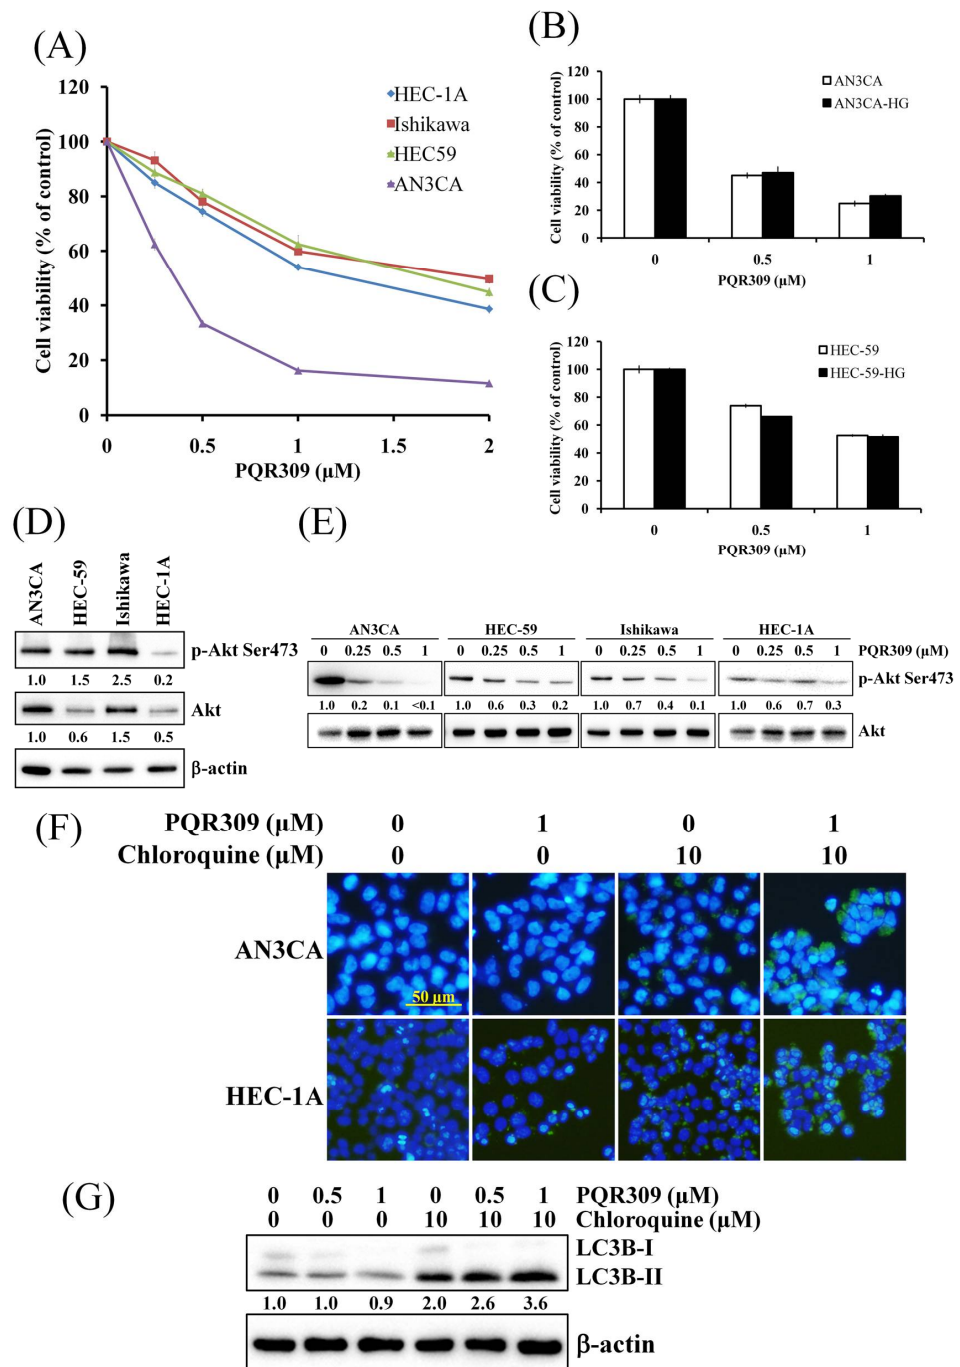 (A)
120
100
80
60
40
20
0
0 0.5 1 1.5 2
Cell viability (% of control)
PQR309 (µM)
HEC-1A
Ishikawa
HEC59
AN3CA
(B)
120
100
80
60
40
20
0
0 0.5 1
Cell viability (% of control)
PQR309 (µM)
AN3CA
AN3CA-HG
(C)
120
100
80
60
40
20
0
0 0.5 1
Cell viability (% of control)
PQR309 (µM)
HEC-59
HEC-59-HG
(D)
AN3CA HEC-59 Ishikawa HEC-1A
p-Akt Ser473
1.0 1.5 2.5 0.2
Akt
1.0 0.6 1.5 0.5
β-actin
(E)
AN3CA HEC-59 Ishikawa HEC-1A
0 0.25 0.5 1 0 0.25 0.5 1 0 0.25 0.5 1 0 0.25 0.5 1 PQR309 (µM)
p-Akt Ser473
1.0 0.2 0.1 <0.1 1.0 0.6 0.3 0.2 1.0 0.7 0.4 0.1 1.0 0.6 0.7 0.3
Akt
(F)
PQR309 (µM) 0 1 0 1
Chloroquine (µM) 0 0 10 10
AN3CA
50 µm
HEC-1A
(G)
0 0.5 1 0 0.5 1 PQR309 (µM)
0 0 0 10 10 10 Chloroquine (µM)
LC3B-I
LC3B-II
1.0 1.0 0.9 2.0 2.6 3.6
β-actin